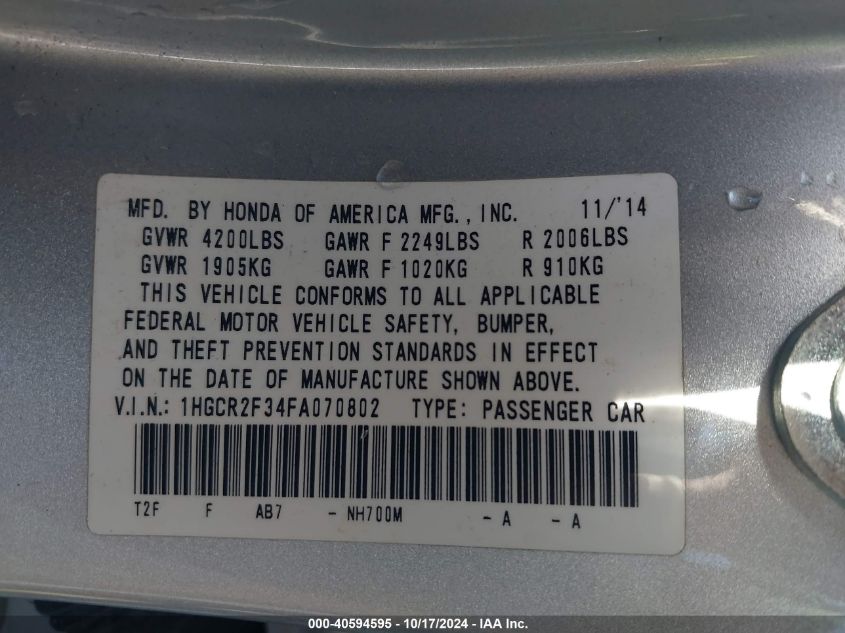 MFD. BY HONDA OF AMERICA MFG., INC. 11/'14
GVWR 4200LBS GAWR F 2249LBS R 2006LBS
GVWR 1905KG GAWR F 1020KG R 910KG
THIS VEHICLE CONFORMS TO ALL APPLICABLE
FEDERAL MOTOR VEHICLE SAFETY, BUMPER,
AND THEFT PREVENTION STANDARDS IN EFFECT
ON THE DATE OF MANUFACTURE SHOWN ABOVE.
V.I.N.: 1HGCR2F34FA070802 TYPE: PASSENGER CAR
T2F F AB7 - NH700M - A - A
000-40594595 - 10/17/2024 - IAA Inc.